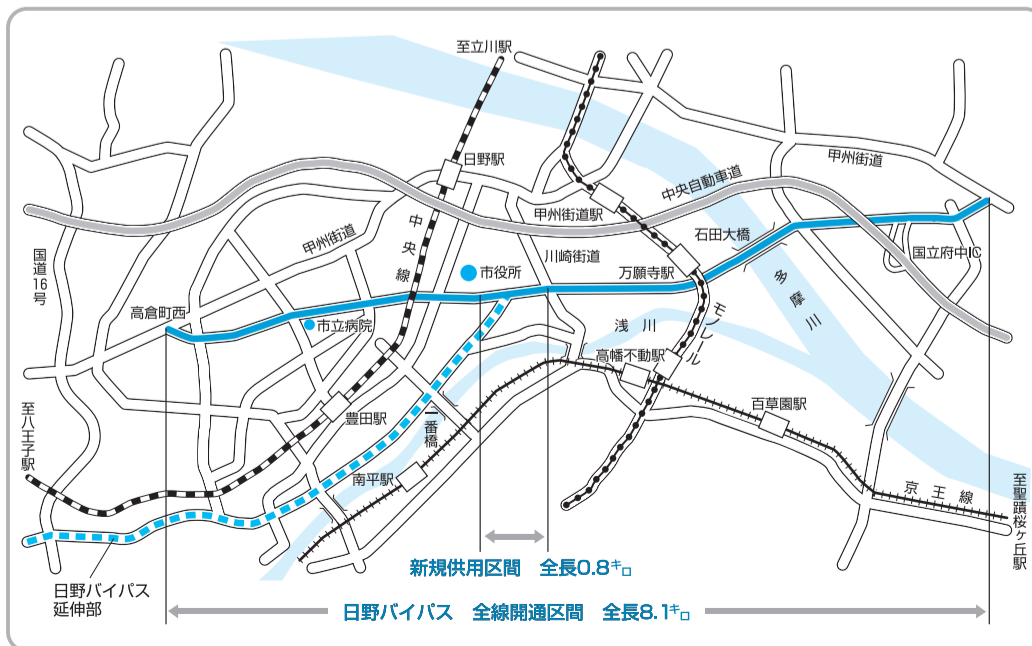 至立川駅
日野駅
甲州街道
中央自動車道
甲州街道駅
甲州街道
中央線
石田大橋
国立府中IC
国道16号
市役所
川崎街道
万願寺駅
多摩川
高倉町西
市立病院
モノレール
浅川
高幡不動駅
至八王子駅
豊田駅
一番橋
百草園駅
南平駅
京王線
至聖蹟桜ヶ丘駅
新規供用区間 全長0.8キロ
日野バイパス
延伸部
日野バイパス 全線開通区間 全長8.1キロ